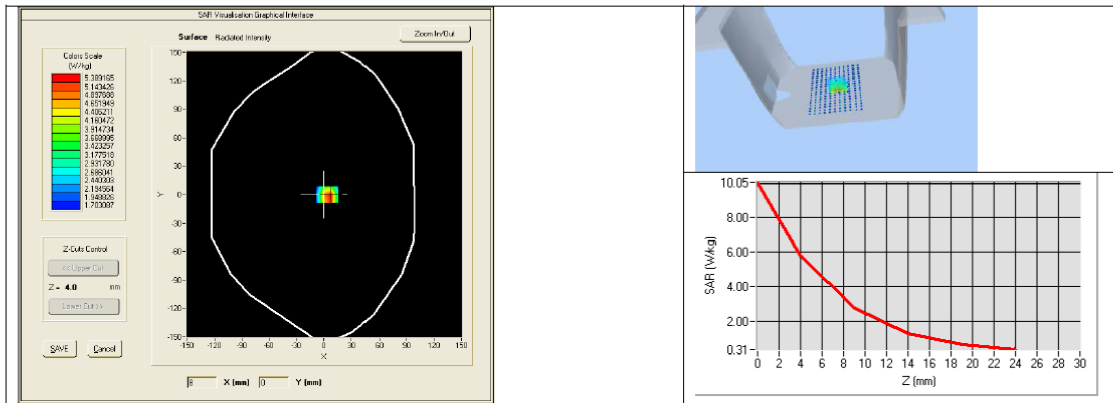 SAR Visualisation Graphical Interface
Surface Radiated Intensity
Zoom In/Out
Colors Scale
(W/kg)
5.389165
5.143426
4.897688
4.651949
4.406211
4.160472
3.914734
3.668995
3.423257
3.177518
2.931780
2.686041
2.440303
2.194564
1.948826
1.703087
150
120
90
60
30
0
-30
-60
-90
-120
-150
Y
-150 -120 -90 -60 -30 0 30 60 90 120 150
X
Z-Cuts Control
<< Upper Cut
Z = 4.0 mm
Lower Cut >>
SAVE Cancel
8 X (mm) 0 Y (mm)
10.05
8.00
6.00
4.00
2.00
0.31
SAR (W/kg)
0 2 4 6 8 10 12 14 16 18 20 22 24 26 28 30
Z (mm)